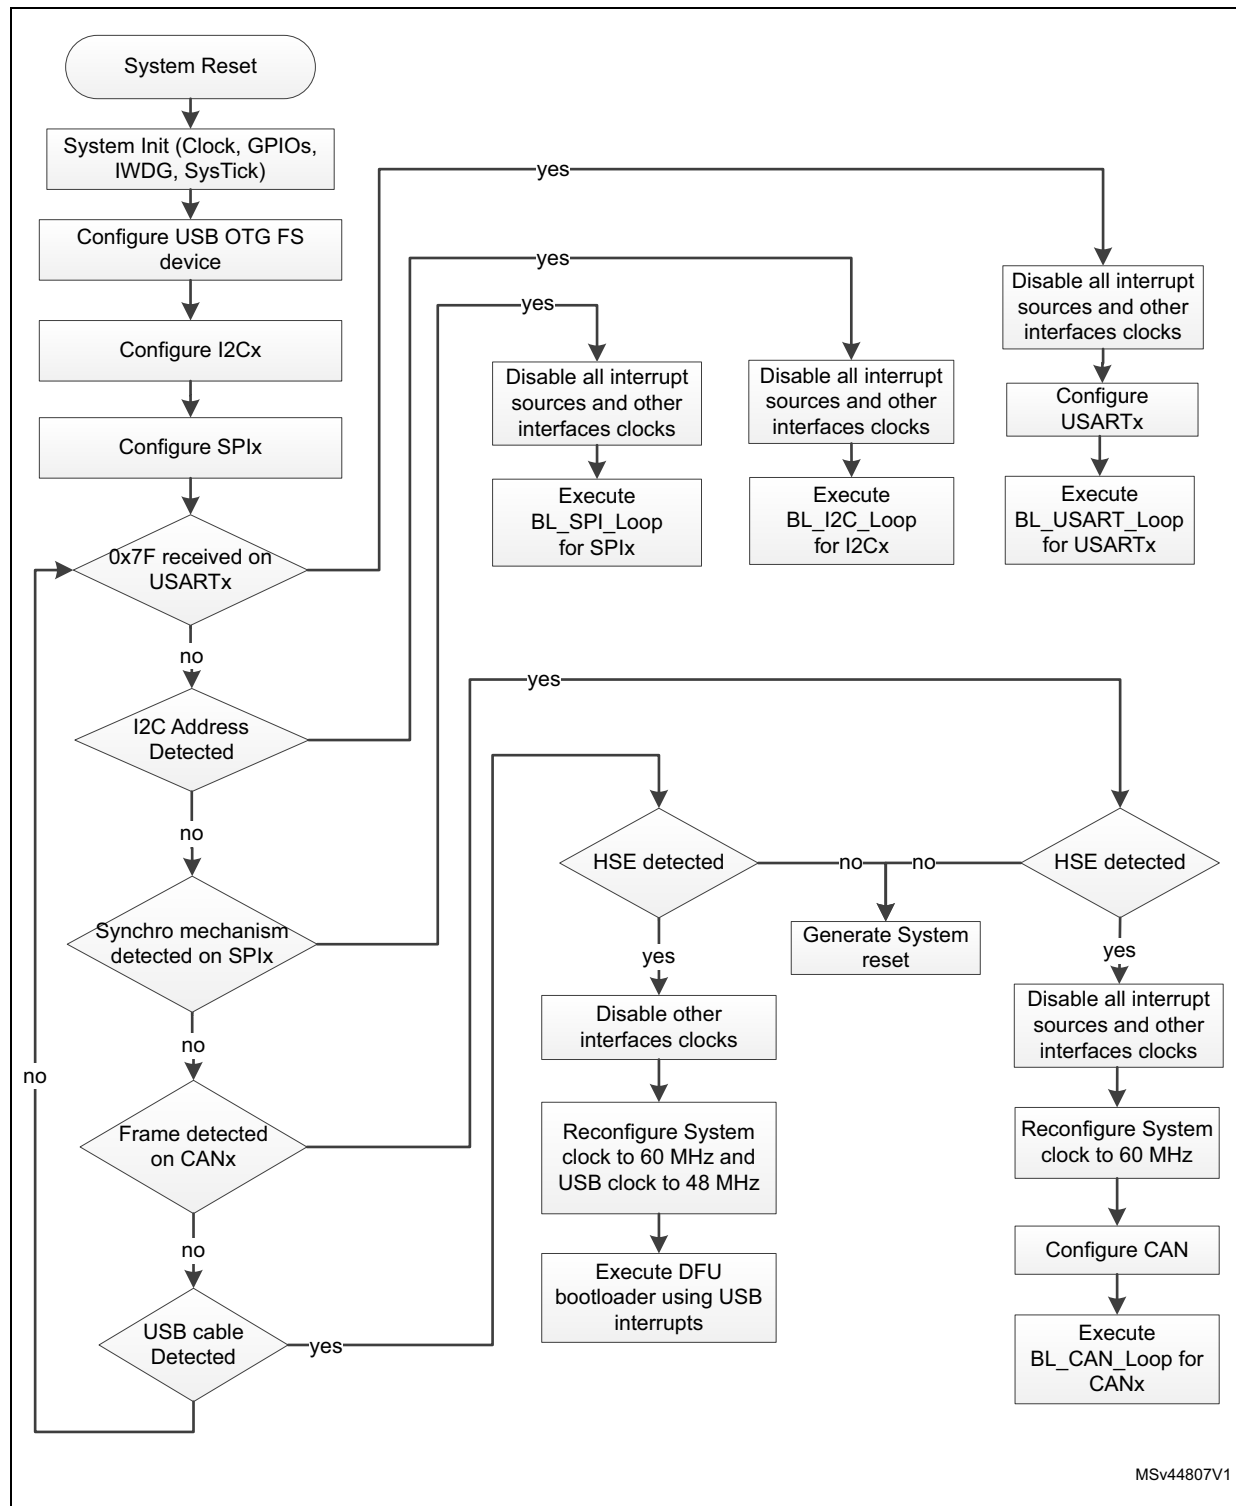 System Reset
System Init (Clock, GPIOs,
IWDG, SysTick)
Configure USB OTG FS
device
Configure I2Cx
Configure SPIx
0x7F received on
USARTx
yes
no
I2C Address
Detected
yes
no
Synchro mechanism
detected on SPIx
yes
no
Frame detected
on CANx
yes
no
USB cable
Detected
yes
no
Disable all interrupt
sources and other
interfaces clocks
Execute
BL_SPI_Loop
for SPIx
Disable all interrupt
sources and other
interfaces clocks
Execute
BL_I2C_Loop
for I2Cx
Disable all interrupt
sources and other
interfaces clocks
Configure
USARTx
Execute
BL_USART_Loop
for USARTx
HSE detected
no
yes
Generate System
reset
Disable other
interfaces clocks
Reconfigure System
clock to 60 MHz and
USB clock to 48 MHz
Execute DFU
bootloader using USB
interrupts
HSE detected
no
yes
Disable all interrupt
sources and other
interfaces clocks
Reconfigure System
clock to 60 MHz
Configure CAN
Execute
BL_CAN_Loop for
CANx
MSv44807V1